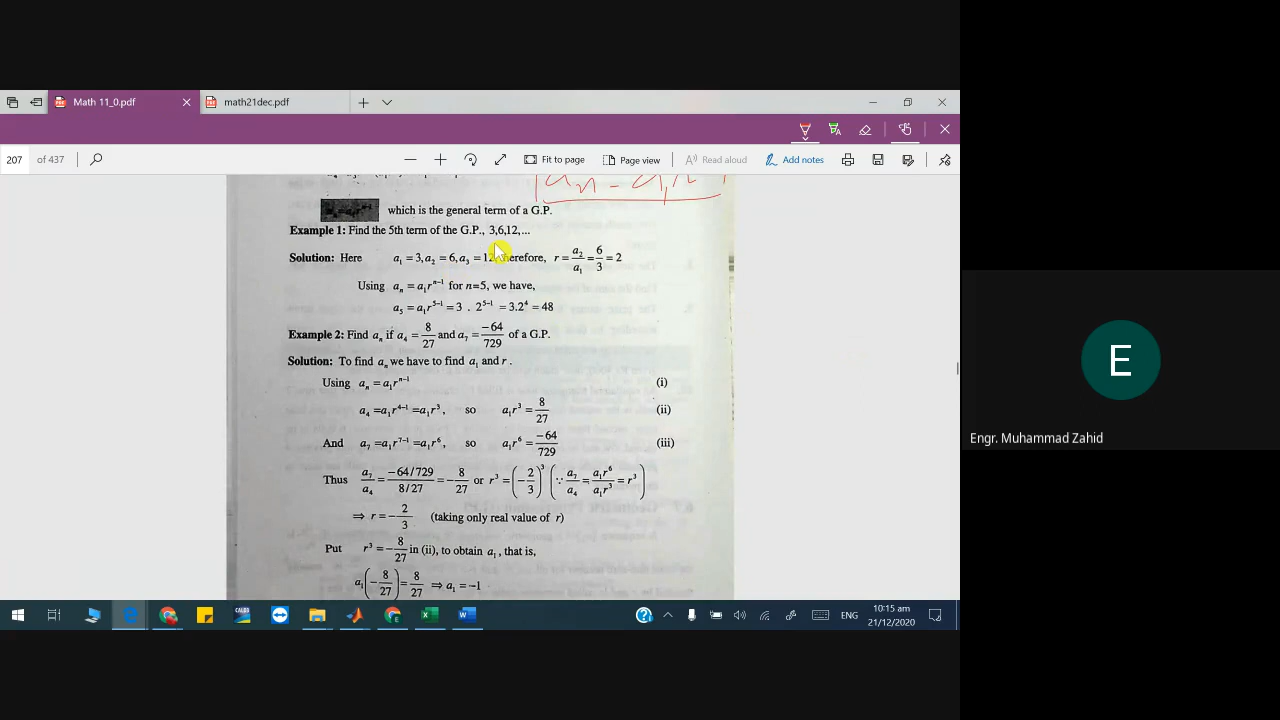 Math 11_0.pdf
math21dec.pdf
207 of 437
Fit to page
Page view
Read aloud
Add notes
aₙ = a₁r
which is the general term of a G.P.
Example 1: Find the 5th term of the G.P., 3,6,12,...
Solution: Here a₁ = 3, a₂ = 6, a₃ = 12 therefore, r = a₂/a₁ = 6/3 = 2
Using aₙ = a₁rⁿ⁻¹ for n=5, we have,
a₅ = a₁r⁵⁻¹ = 3 . 2⁵⁻¹ = 3.2⁴ = 48
Example 2: Find aₙ if a₄ = 8/27 and a₇ = -64/729 of a G.P.
Solution: To find aₙ we have to find a₁ and r .
Using aₙ = a₁rⁿ⁻¹ (i)
a₄ = a₁r⁴⁻¹ = a₁r³, so a₁r³ = 8/27 (ii)
And a₇ = a₁r⁷⁻¹ = a₁r⁶, so a₁r⁶ = -64/729 (iii)
Thus a₇/a₄ = -64/729 / 8/27 = -8/27 or r³ = (-2/3)³ (∵ a₇/a₄ = a₁r⁶/a₁r³ = r³)
⇒ r = -2/3 (taking only real value of r)
Put r³ = -8/27 in (ii), to obtain a₁, that is,
a₁(-8/27) = 8/27 ⇒ a₁ = -1
E
Engr. Muhammad Zahid
ENG
10:15 am
21/12/2020